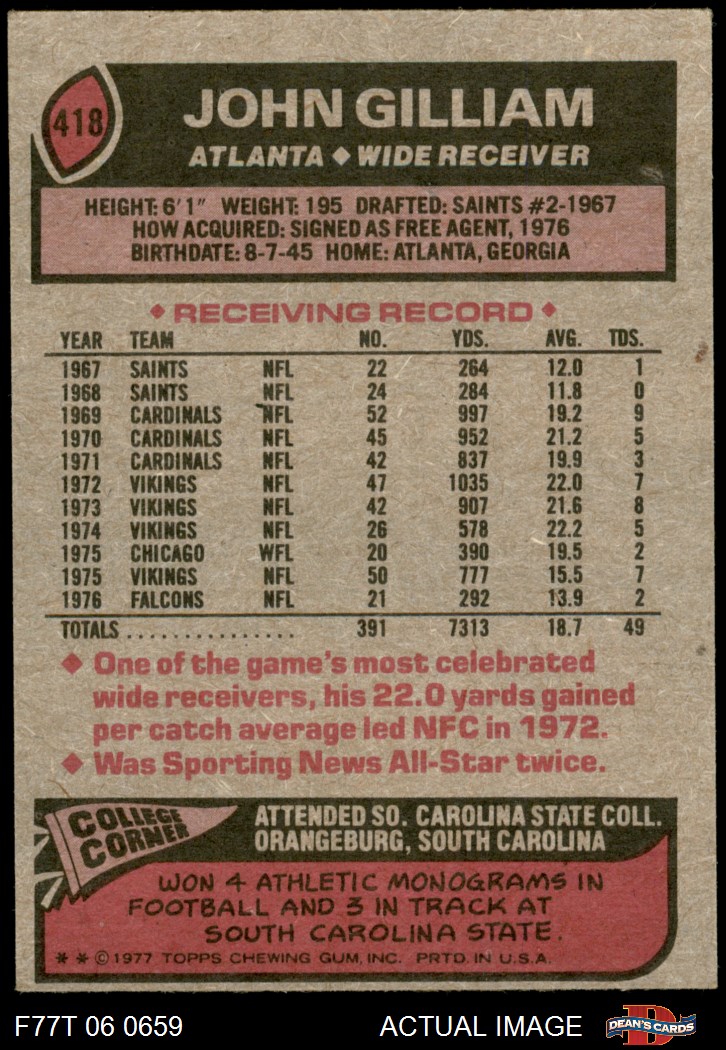 418
JOHN GILLIAM
ATLANTA ◆ WIDE RECEIVER
HEIGHT: 6'1" WEIGHT: 195 DRAFTED: SAINTS #2-1967
HOW ACQUIRED: SIGNED AS FREE AGENT, 1976
BIRTHDATE: 8-7-45 HOME: ATLANTA, GEORGIA
◆ RECEIVING RECORD ◆
YEAR TEAM NO. YDS. AVG. TDS.
1967 SAINTS NFL 22 264 12.0 1
1968 SAINTS NFL 24 284 11.8 0
1969 CARDINALS NFL 52 997 19.2 9
1970 CARDINALS NFL 45 952 21.2 5
1971 CARDINALS NFL 42 837 19.9 3
1972 VIKINGS NFL 47 1035 22.0 7
1973 VIKINGS NFL 42 907 21.6 8
1974 VIKINGS NFL 26 578 22.2 5
1975 CHICAGO WFL 20 390 19.5 2
1975 VIKINGS NFL 50 777 15.5 7
1976 FALCONS NFL 21 292 13.9 2
TOTALS ............... 391 7313 18.7 49
◆ One of the game's most celebrated
wide receivers, his 22.0 yards gained
per catch average led NFC in 1972.
◆ Was Sporting News All-Star twice.
COLLEGE
CORNER
ATTENDED SO. CAROLINA STATE COLL.
ORANGEBURG, SOUTH CAROLINA
WON 4 ATHLETIC MONOGRAMS IN
FOOTBALL AND 3 IN TRACK AT
SOUTH CAROLINA STATE.
* * © 1977 TOPPS CHEWING GUM, INC. PRTD. IN U.S.A.
F77T 06 0659
ACTUAL IMAGE
D
DEAN'S CARDS